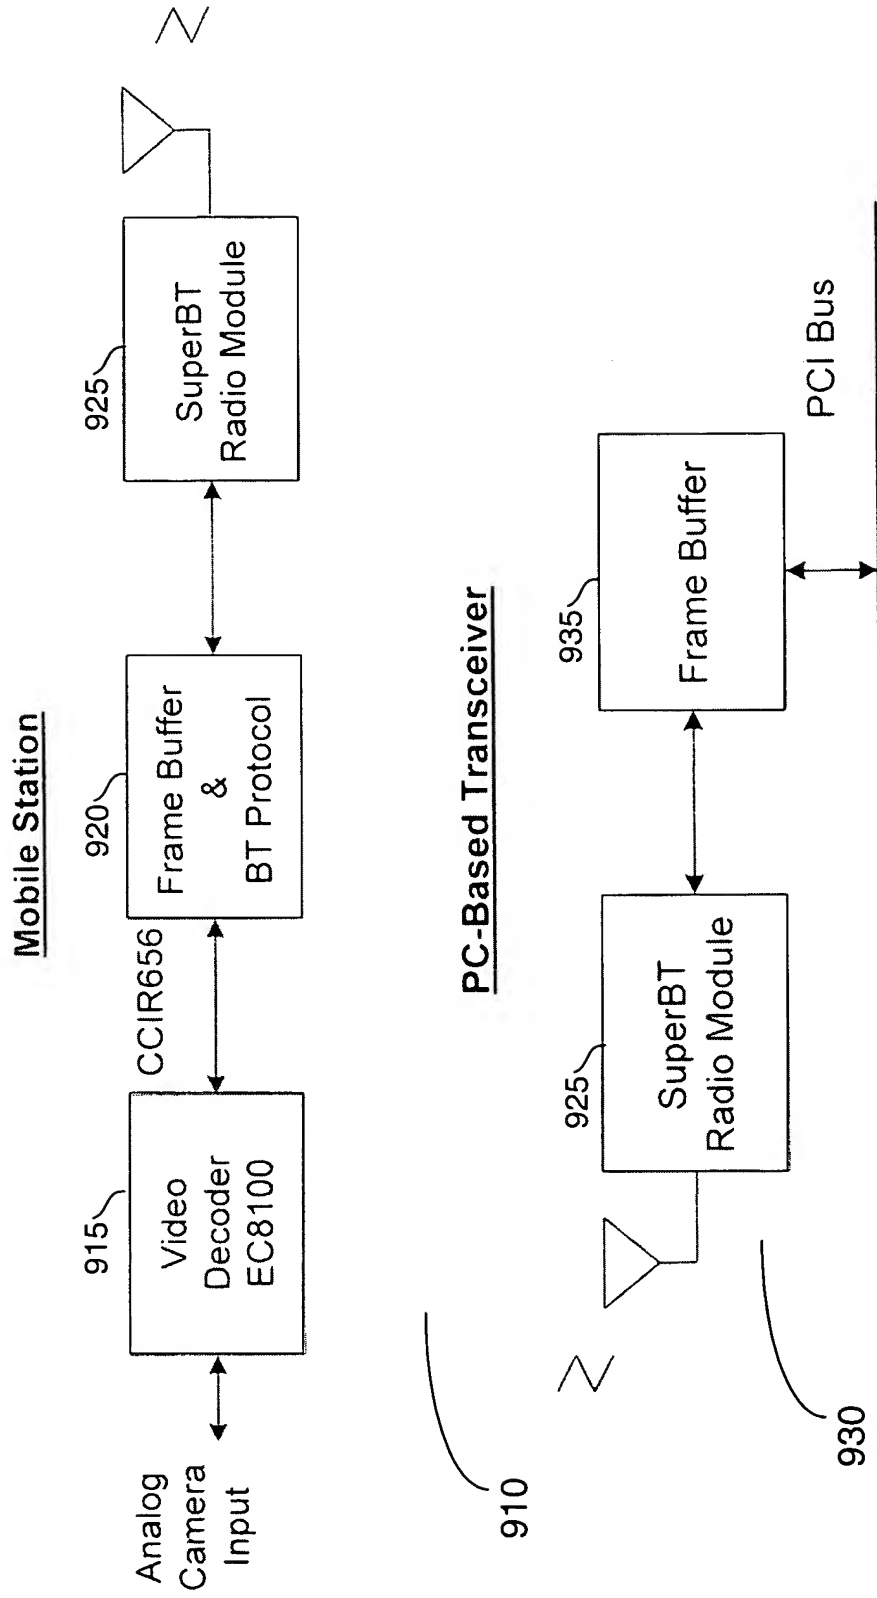 Mobile Station
Analog
Camera
Input
915
Video
Decoder
EC8100
CCIR656
920
Frame Buffer
&
BT Protocol
925
SuperBT
Radio Module
910
PC-Based Transceiver
925
SuperBT
Radio Module
935
Frame Buffer
PCI Bus
930